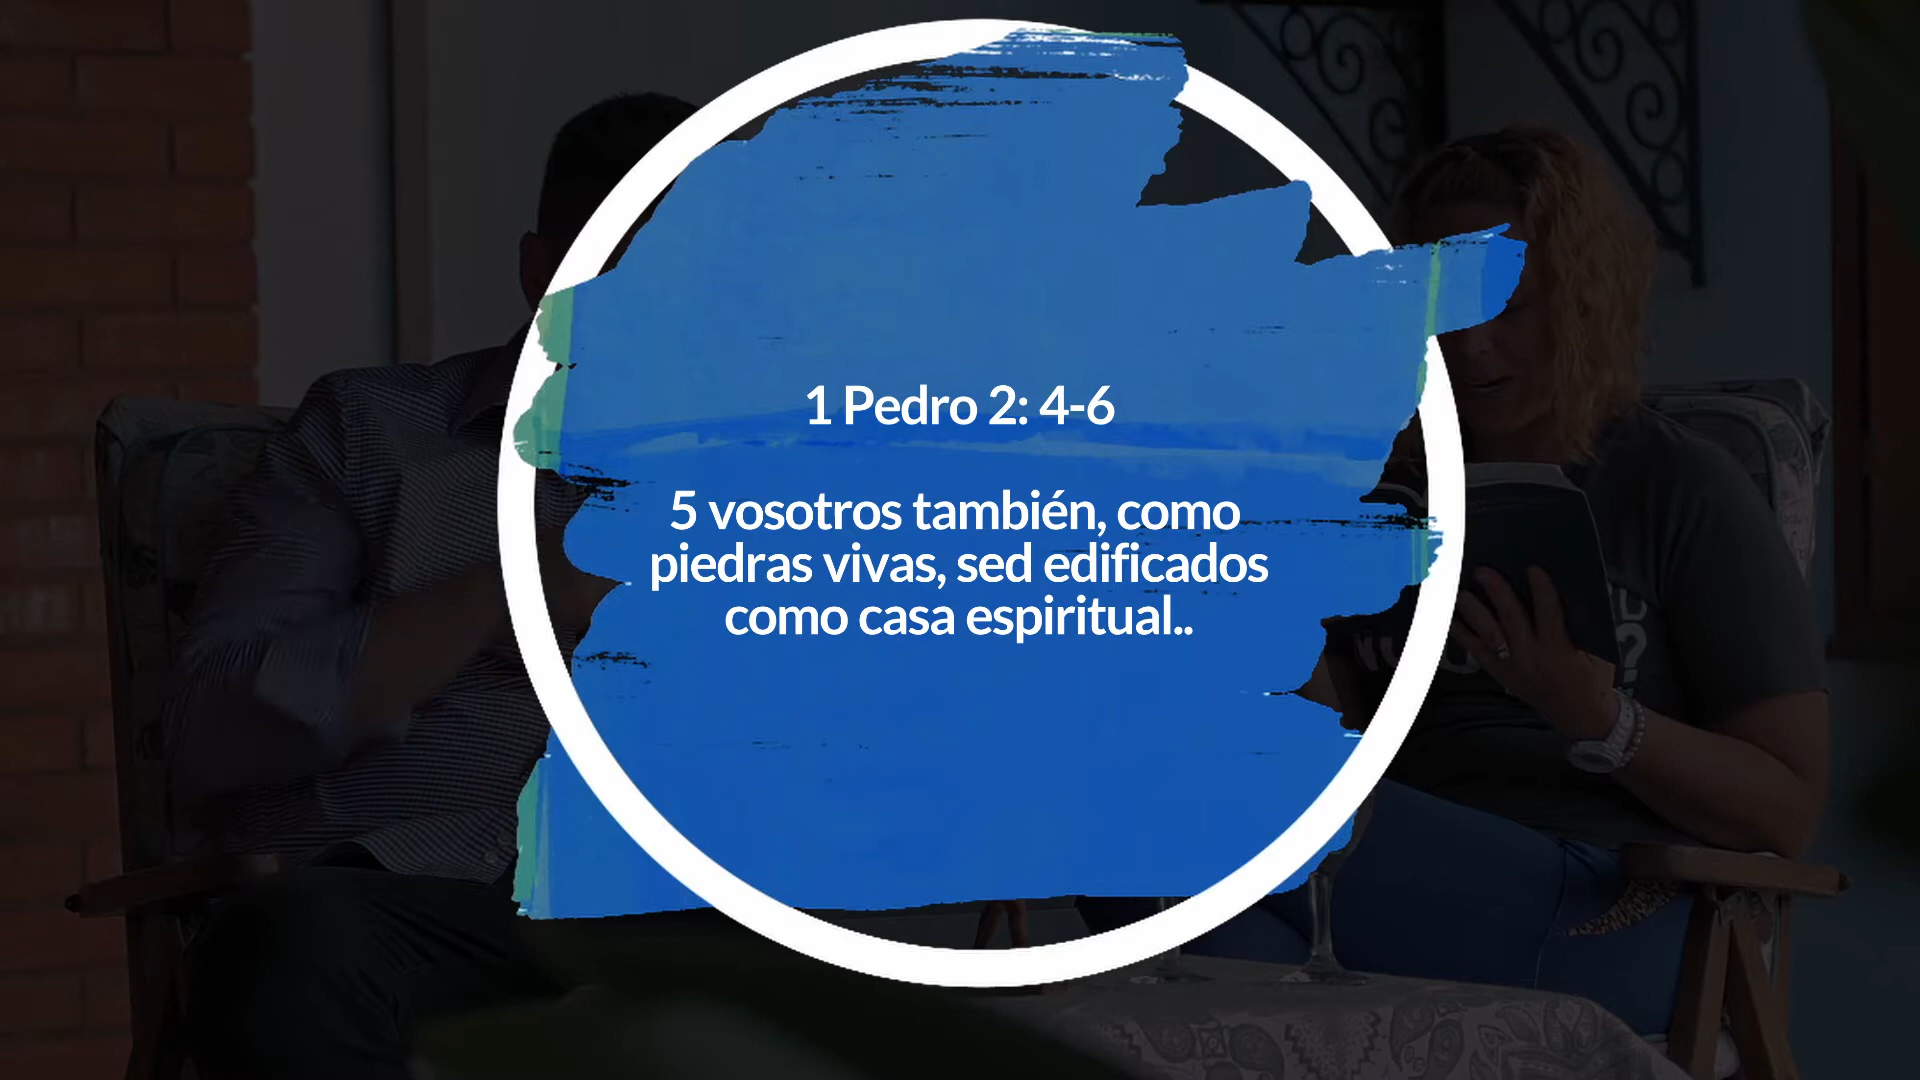 1 Pedro 2: 4-6
5 vosotros también, como
piedras vivas, sed edificados
como casa espiritual..